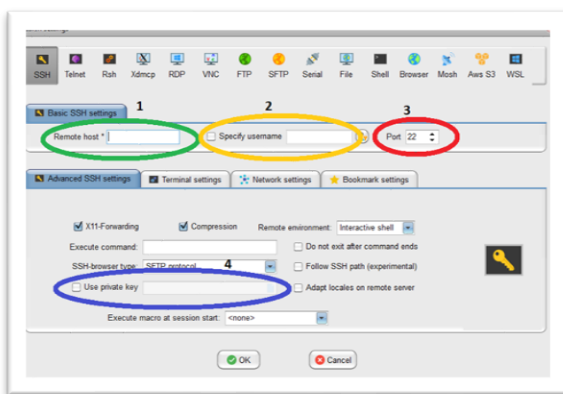 SSH Telnet Rsh Xdmcp RDP VNC FTP SFTP Serial File Shell Browser Mosh Aws S3 WSL
1 2 3
Basic SSH settings
Remote host * Specify username Port 22
Advanced SSH settings Terminal settings Network settings Bookmark settings
X11-Forwarding Compression Remote environment: Interactive shell
Execute command: Do not exit after command ends
SSH-browser type: SFTP protocol 4 Follow SSH path (experimental)
Use private key Adapt locales on remote server
Execute macro at session start: <none>
OK Cancel